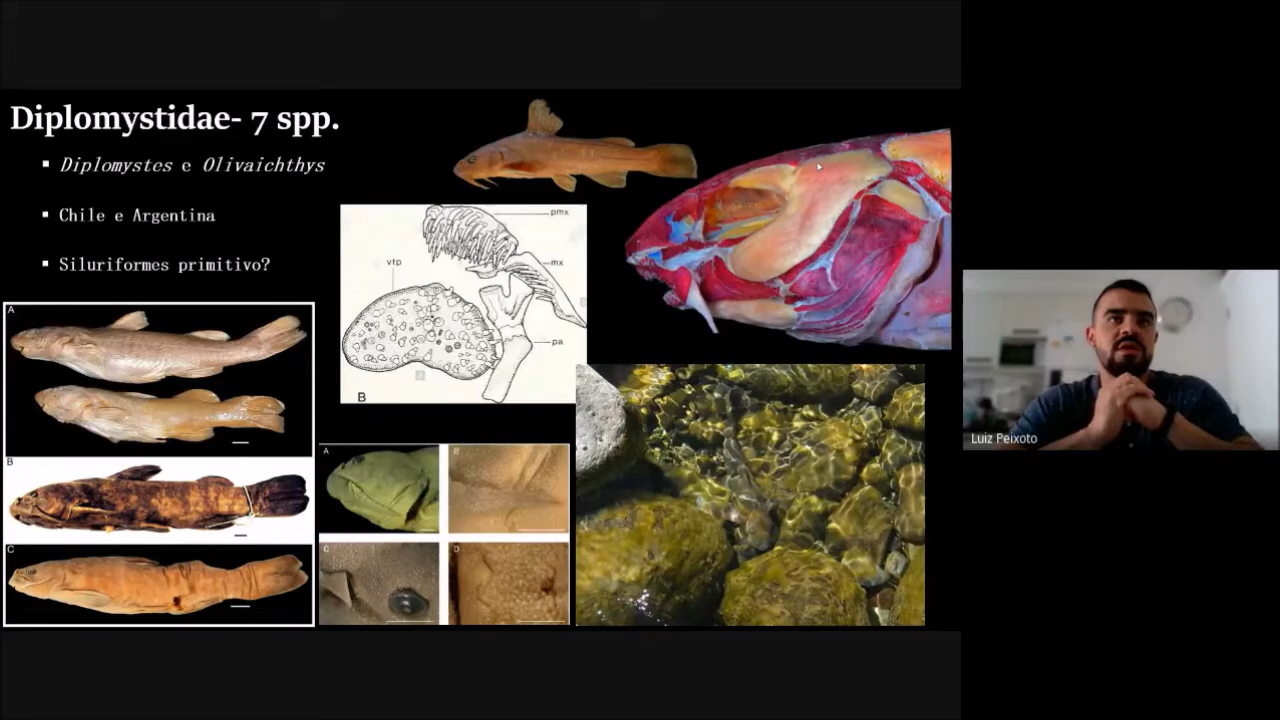 Diplomystidae- 7 spp.
▪ Diplomystes e Olivaichthys
▪ Chile e Argentina
▪ Siluriformes primitivo?
pmx
vtp
mx
pa
B
A
B
C
A
B
C
D
Luiz Peixoto